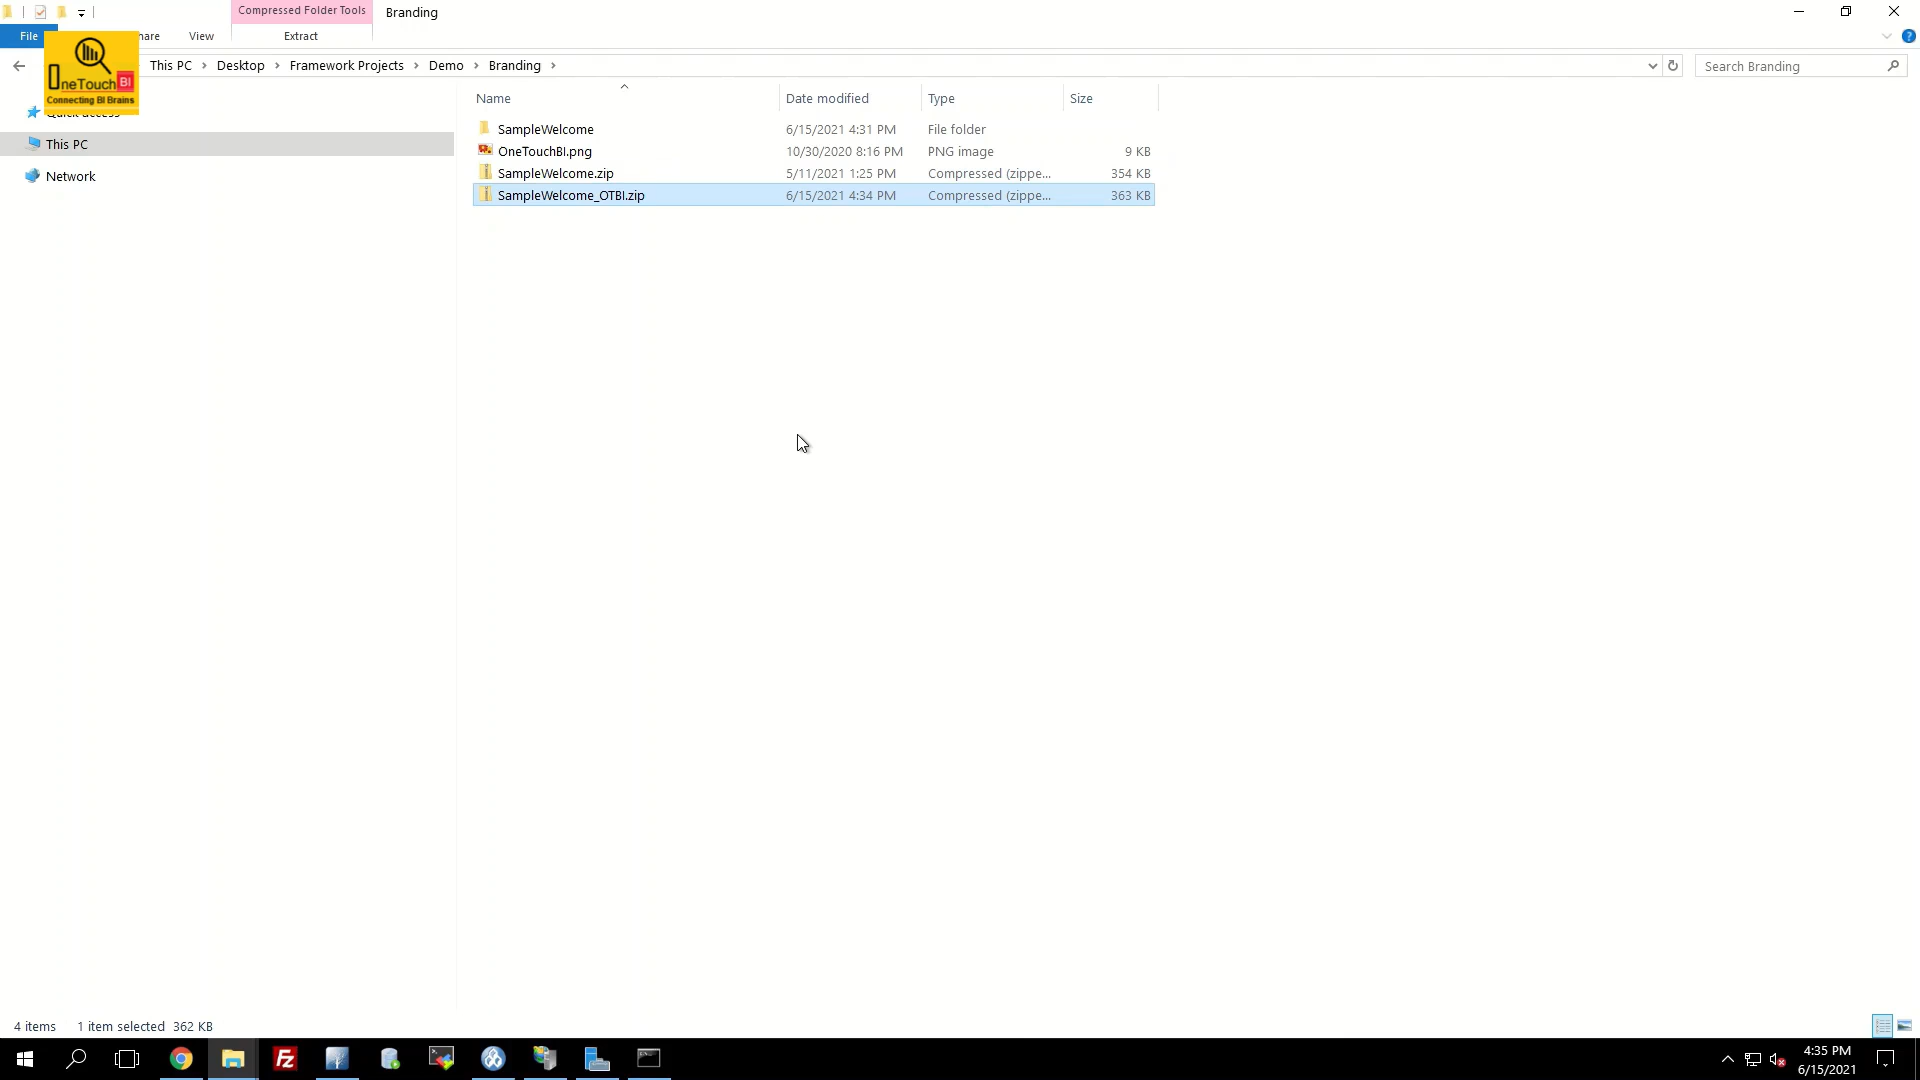 Compressed Folder Tools
Branding
File
hare
View
Extract
OneTouch BI
Connecting BI Brains
This PC
Desktop
Framework Projects
Demo
Branding
Search Branding
Quick access
This PC
Network
Name
Date modified
Type
Size
SampleWelcome
6/15/2021 4:31 PM
File folder
OneTouchBI.png
10/30/2020 8:16 PM
PNG image
9 KB
SampleWelcome.zip
5/11/2021 1:25 PM
Compressed (zippe...
354 KB
SampleWelcome_OTBI.zip
6/15/2021 4:34 PM
Compressed (zippe...
363 KB
4 items
1 item selected 362 KB
4:35 PM
6/15/2021